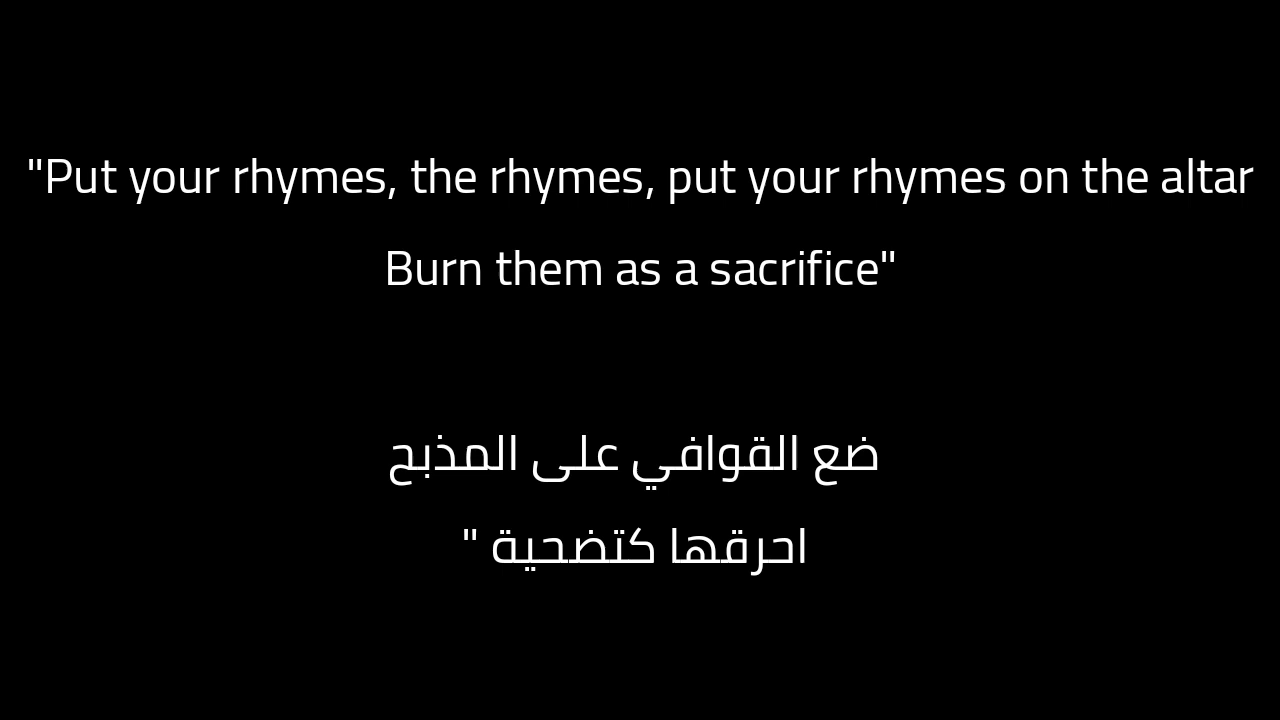 "Put your rhymes, the rhymes, put your rhymes on the altar
Burn them as a sacrifice"
ضع القوافي على المذبح
احرقها كتضحية "